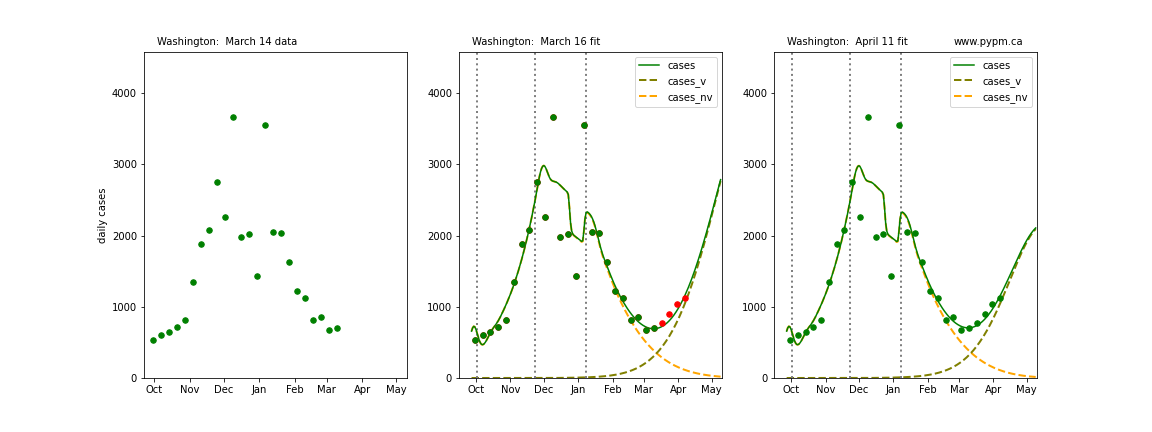 Washington:  March 14 data
daily cases
4000
3000
2000
1000
0
Oct Nov Dec Jan Feb Mar Apr May
Washington:  March 16 fit
cases
cases_v
cases_nv
4000
3000
2000
1000
0
Oct Nov Dec Jan Feb Mar Apr May
Washington:  April 11 fit
www.pypm.ca
cases
cases_v
cases_nv
4000
3000
2000
1000
0
Oct Nov Dec Jan Feb Mar Apr May